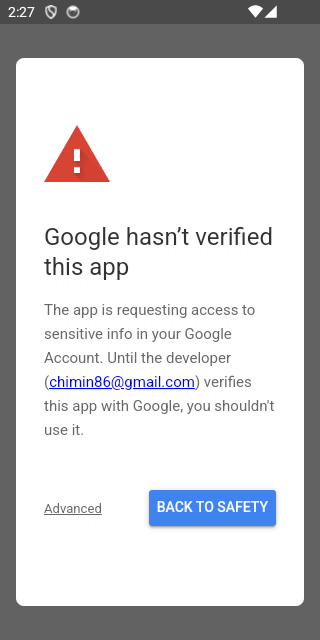 2:27
Google hasn’t verified
this app
The app is requesting access to
sensitive info in your Google
Account. Until the developer
(chimin86@gmail.com) verifies
this app with Google, you shouldn't
use it.
Advanced
BACK TO SAFETY